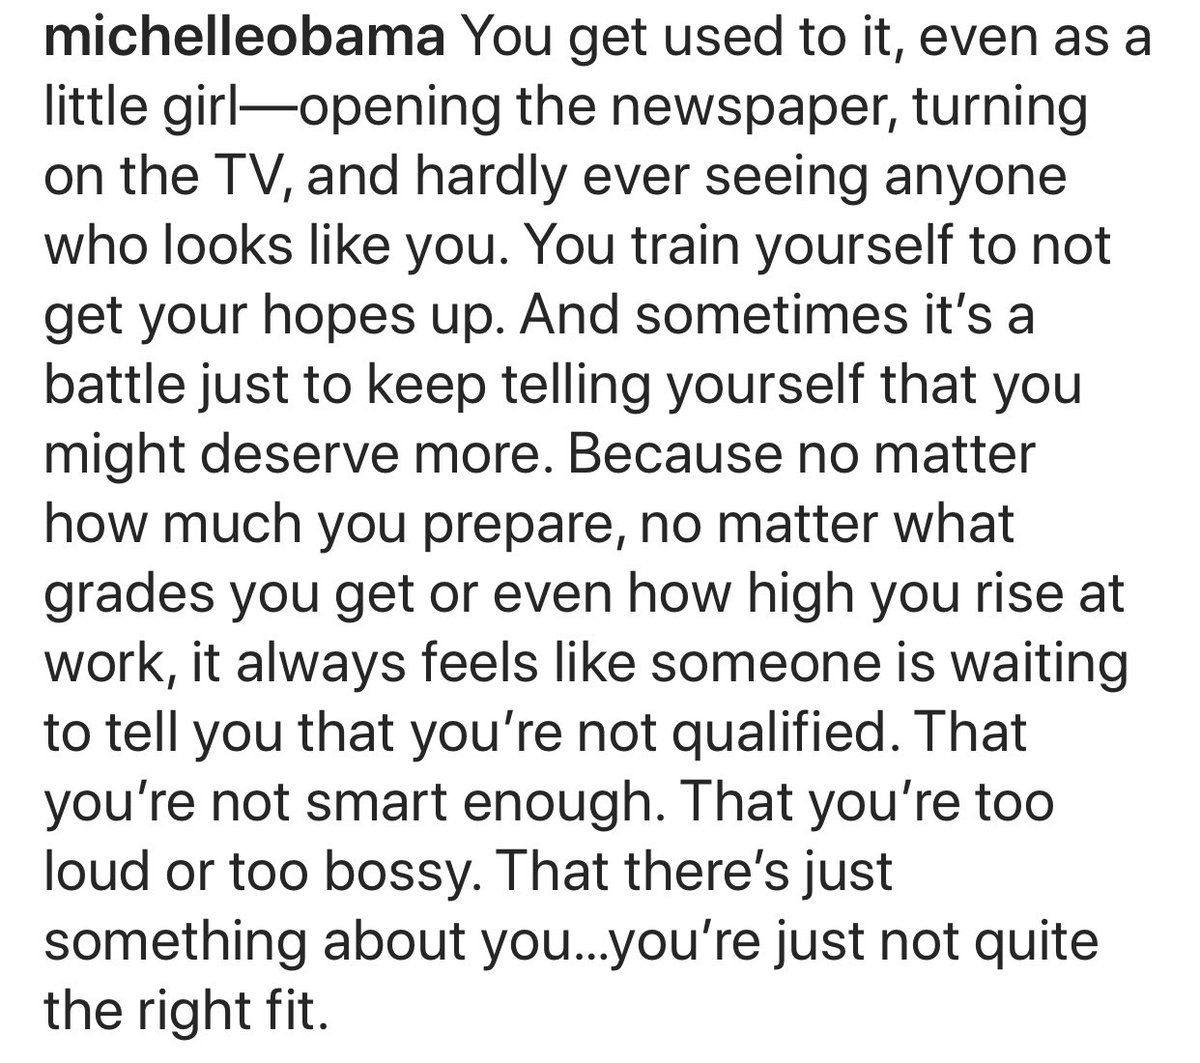 michelleobama You get used to it, even as a
little girl—opening the newspaper, turning
on the TV, and hardly ever seeing anyone
who looks like you. You train yourself to not
get your hopes up. And sometimes it’s a
battle just to keep telling yourself that you
might deserve more. Because no matter
how much you prepare, no matter what
grades you get or even how high you rise at
work, it always feels like someone is waiting
to tell you that you’re not qualified. That
you’re not smart enough. That you’re too
loud or too bossy. That there’s just
something about you...you’re just not quite
the right fit.